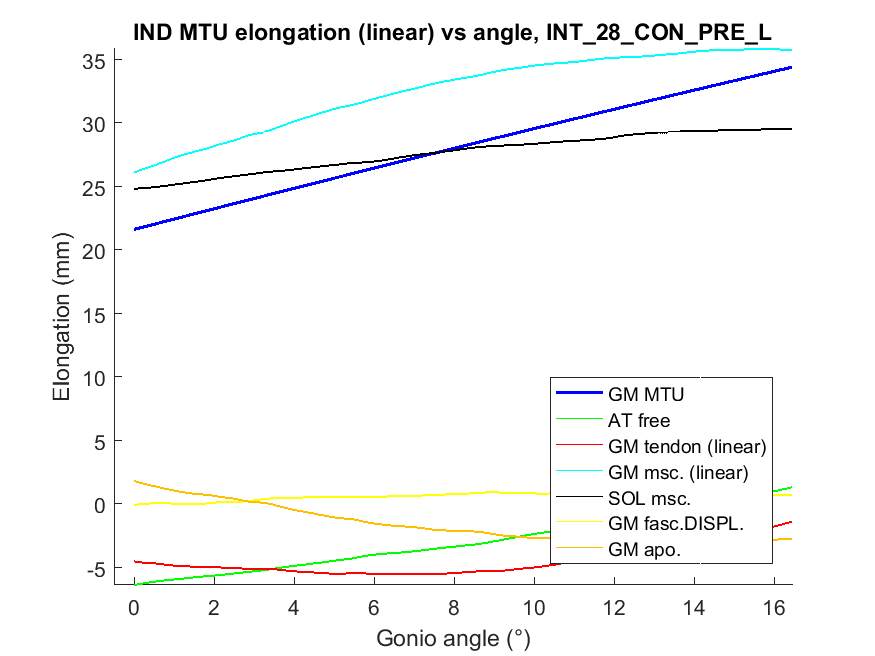 IND MTU elongation (linear) vs angle, INT_28_CON_PRE_L
35
30
25
20
15
10
5
0
-5
Elongation (mm)
GM MTU
AT free
GM tendon (linear)
GM msc. (linear)
SOL msc.
GM fasc.DISPL.
GM apo.
0 2 4 6 8 10 12 14 16
Gonio angle (°)